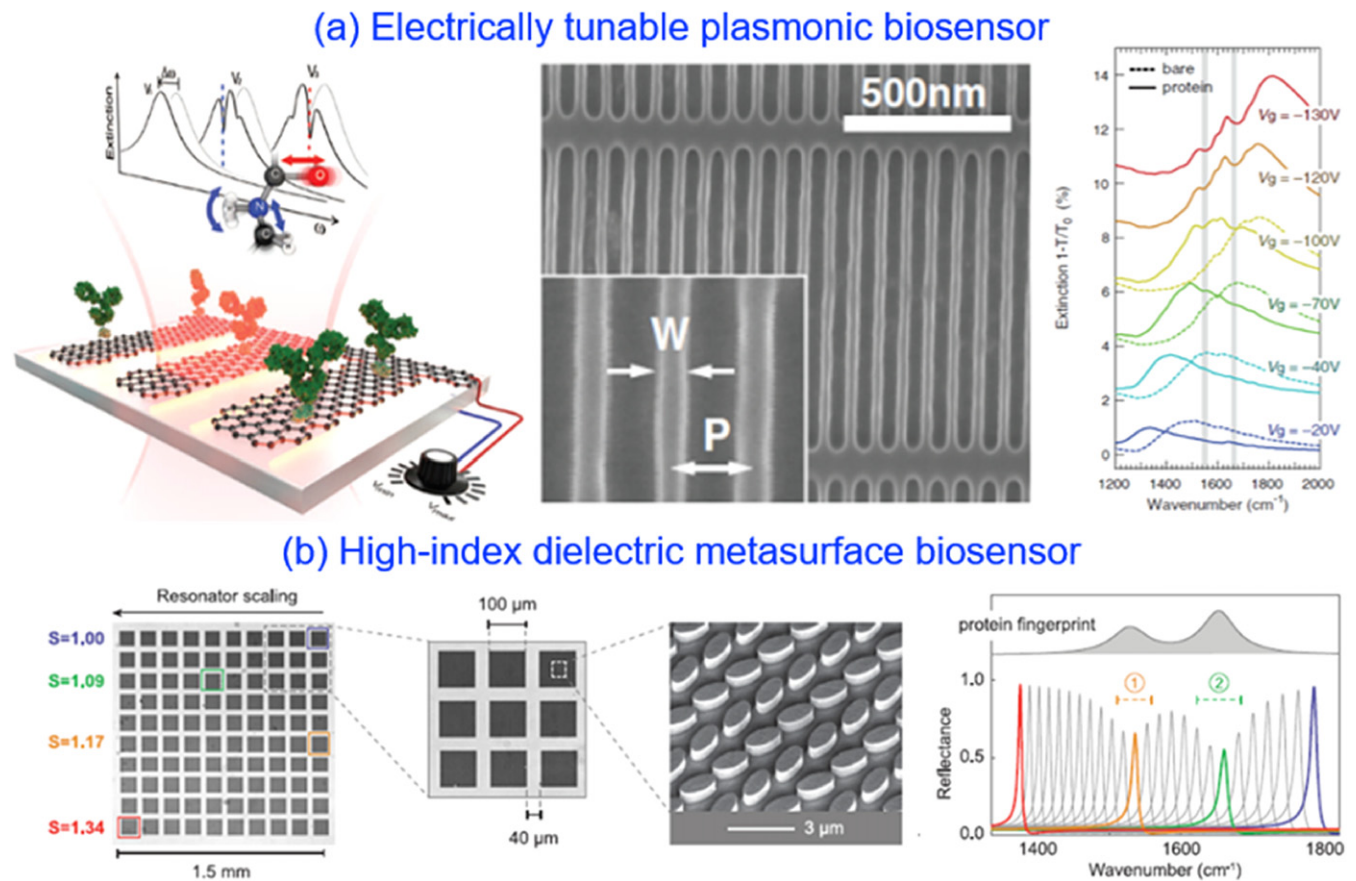 (a) Electrically tunable plasmonic biosensor
Extinction
Δω
V₁
V₂
V₃
ω
C
O
N
H
500nm
W
P
bare
protein
Extinction 1-T/T₀ (%)
14
12
10
8
6
4
2
0
Vg = −130V
Vg = −120V
Vg = −100V
Vg = −70V
Vg = −40V
Vg = −20V
1200 1400 1600 1800 2000
Wavenumber (cm⁻¹)
(b) High-index dielectric metasurface biosensor
Resonator scaling
S=1.00
S=1.09
S=1.17
S=1.34
1.5 mm
100 µm
40 µm
3 µm
protein fingerprint
① ②
Reflectance
1.0
0.5
0.0
1400 1600 1800
Wavenumber (cm⁻¹)